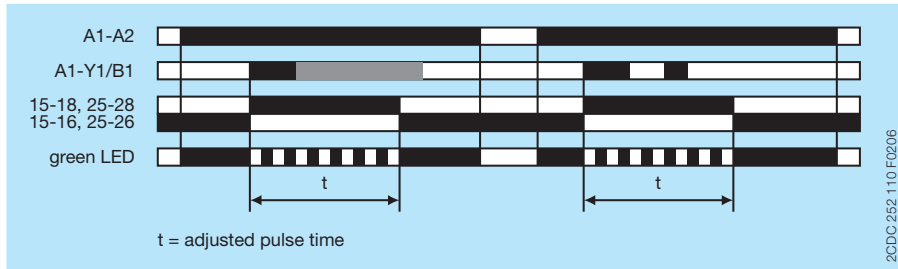 A1-A2
A1-Y1/B1
15-18, 25-28
15-16, 25-26
green LED
t
t
t = adjusted pulse time
2CDC 252 110 F0206